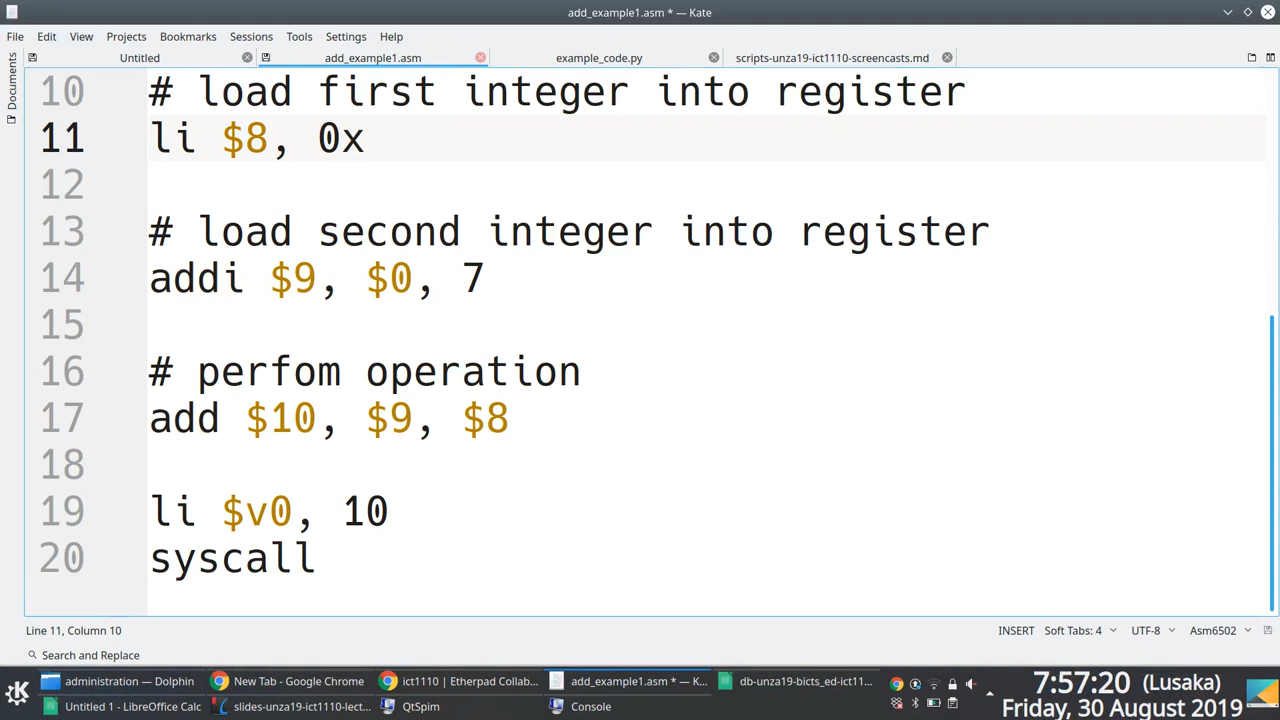 add_example1.asm * — Kate
File Edit View Projects Bookmarks Sessions Tools Settings Help
Untitled add_example1.asm example_code.py scripts-unza19-ict1110-screencasts.md
Documents
10 # load first integer into register
11 li $8, 0x
12
13 # load second integer into register
14 addi $9, $0, 7
15
16 # perfom operation
17 add $10, $9, $8
18
19 li $v0, 10
20 syscall
Line 11, Column 10 INSERT Soft Tabs: 4 UTF-8 Asm6502
Search and Replace
administration — Dolphin New Tab - Google Chrome ict1110 | Etherpad Collab... add_example1.asm * — K... db-unza19-bicts_ed-ict11... 7:57:20 (Lusaka)
Untitled 1 - LibreOffice Calc slides-unza19-ict1110-lect... QtSpim Console Friday, 30 August 2019